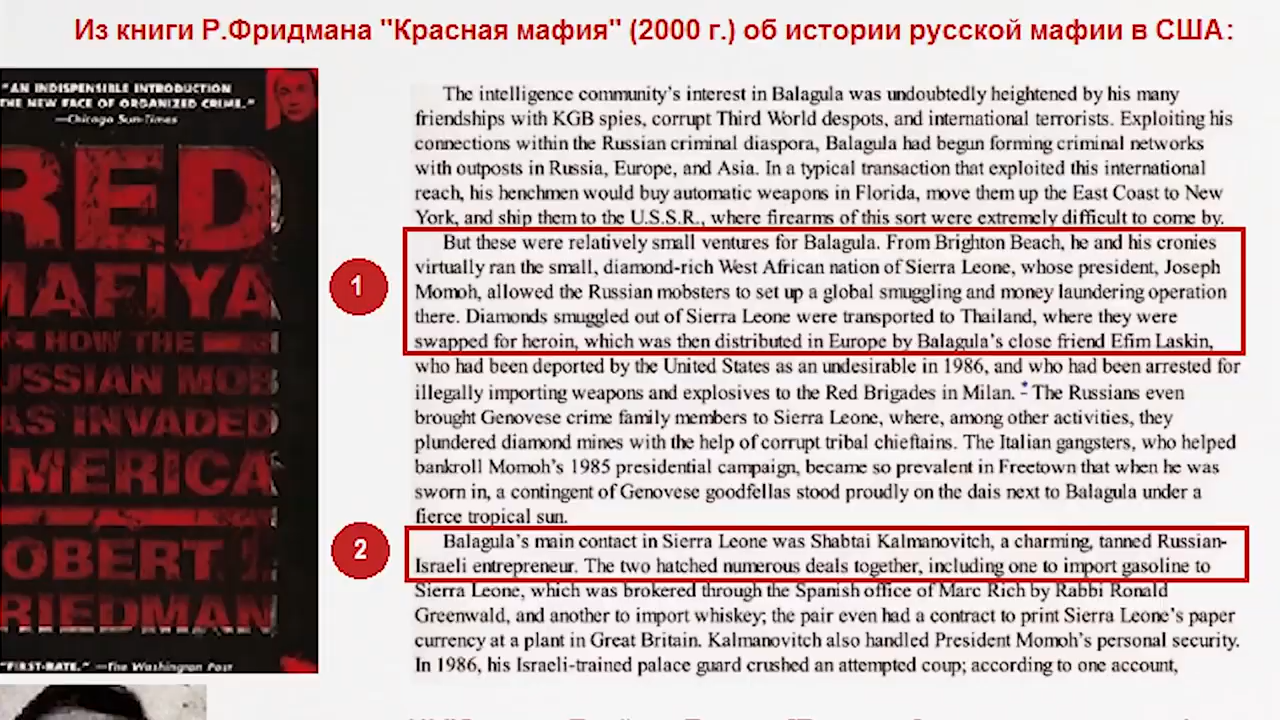 Из книги Р.Фридмана "Красная мафия" (2000 г.) об истории русской мафии в США:
"AN INDISPENSIBLE INTRODUCTION
THE NEW FACE OF ORGANIZED CRIME."
—Chicago Sun-Times
RED
MAFIYA
HOW THE
USSIAN MOB
AS INVADED
MERICA
OBERT I.
RIEDMAN
"FIRST-RATE." —The Washington Post
1
2
The intelligence community's interest in Balagula was undoubtedly heightened by his many
friendships with KGB spies, corrupt Third World despots, and international terrorists. Exploiting his
connections within the Russian criminal diaspora, Balagula had begun forming criminal networks
with outposts in Russia, Europe, and Asia. In a typical transaction that exploited this international
reach, his henchmen would buy automatic weapons in Florida, move them up the East Coast to New
York, and ship them to the U.S.S.R., where firearms of this sort were extremely difficult to come by.
But these were relatively small ventures for Balagula. From Brighton Beach, he and his cronies
virtually ran the small, diamond-rich West African nation of Sierra Leone, whose president, Joseph
Momoh, allowed the Russian mobsters to set up a global smuggling and money laundering operation
there. Diamonds smuggled out of Sierra Leone were transported to Thailand, where they were
swapped for heroin, which was then distributed in Europe by Balagula's close friend Efim Laskin,
who had been deported by the United States as an undesirable in 1986, and who had been arrested for
illegally importing weapons and explosives to the Red Brigades in Milan. * The Russians even
brought Genovese crime family members to Sierra Leone, where, among other activities, they
plundered diamond mines with the help of corrupt tribal chieftains. The Italian gangsters, who helped
bankroll Momoh's 1985 presidential campaign, became so prevalent in Freetown that when he was
sworn in, a contingent of Genovese goodfellas stood proudly on the dais next to Balagula under a
fierce tropical sun.
Balagula's main contact in Sierra Leone was Shabtai Kalmanovitch, a charming, tanned Russian-
Israeli entrepreneur. The two hatched numerous deals together, including one to import gasoline to
Sierra Leone, which was brokered through the Spanish office of Marc Rich by Rabbi Ronald
Greenwald, and another to import whiskey; the pair even had a contract to print Sierra Leone's paper
currency at a plant in Great Britain. Kalmanovitch also handled President Momoh's personal security.
In 1986, his Israeli-trained palace guard crushed an attempted coup; according to one account,